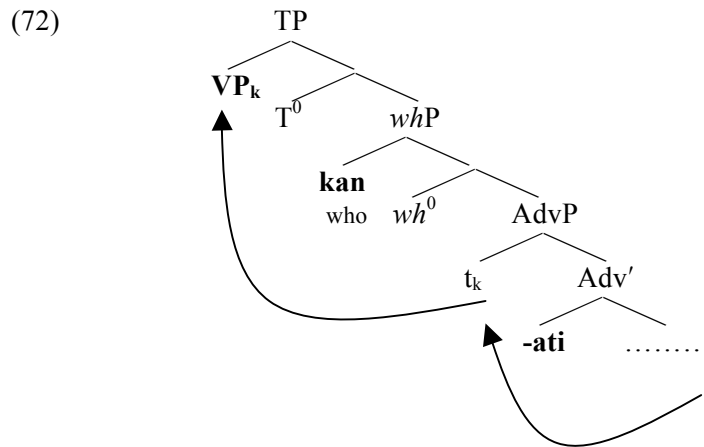 (72) TP
VPₖ
T⁰ whP
kan
who wh⁰ AdvP
tₖ Adv′
-ati ........